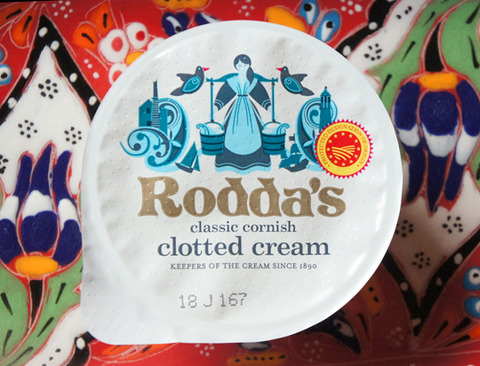 Rodda's
classic cornish
clotted cream
KEEPERS OF THE CREAM SINCE 1890
18 J 167